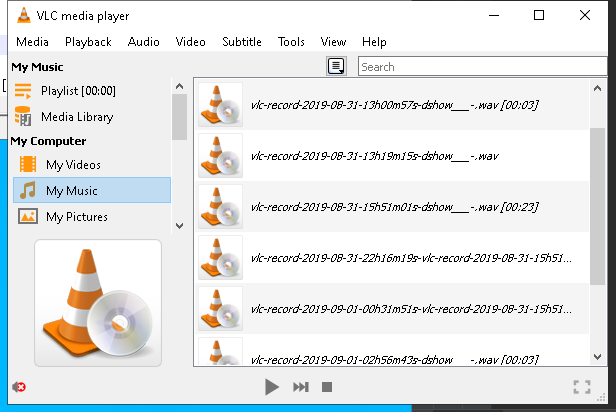 VLC media player
Media Playback Audio Video Subtitle Tools View Help
My Music
Search
Playlist [00:00]
Media Library
My Computer
My Videos
My Music
My Pictures
vlc-record-2019-08-31-13h00m57s-dshow___-.wav [00:03]
vlc-record-2019-08-31-13h19m15s-dshow___-.wav
vlc-record-2019-08-31-15h51m01s-dshow___-.wav [00:23]
vlc-record-2019-08-31-22h16m19s-vlc-record-2019-08-31-15h51...
vlc-record-2019-09-01-00h31m51s-vlc-record-2019-08-31-15h51...
vlc-record-2019-09-01-02h56m43s-dshow___-.wav [00:03]